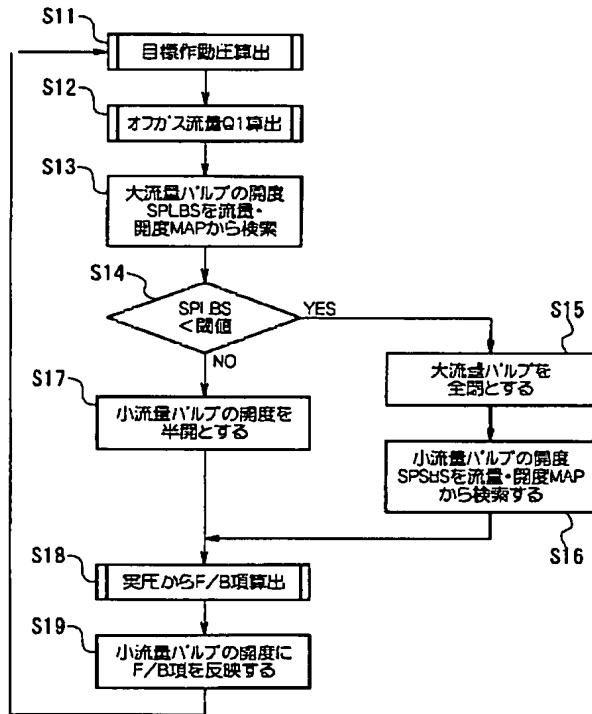 S11
目標作動圧算出
S12
オフガス流量Q1算出
S13
大流量バルブの開度
SPLBSを流量・
開度MAPから検索
S14
SPLBS
<閾値
YES
NO
S15
大流量バルブを
全閉とする
S17
小流量バルブの開度を
半開とする
小流量バルブの開度
SPSBSを流量・開度MAP
から検索する
S16
S18
実圧からF/B項算出
S19
小流量バルブの開度に
F/B項を反映する